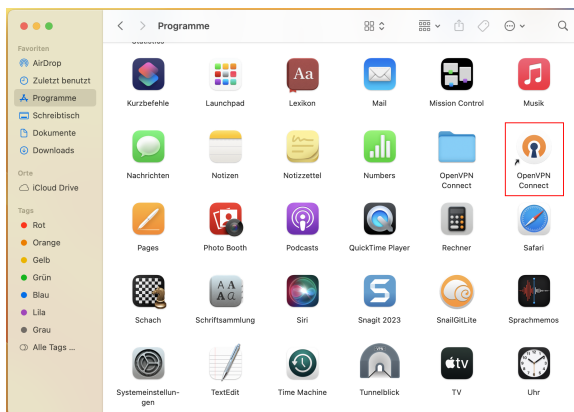 Programme
Favoriten
AirDrop
Zuletzt benutzt
Programme
Schreibtisch
Dokumente
Downloads
Orte
iCloud Drive
Tags
Rot
Orange
Gelb
Grün
Blau
Lila
Grau
Alle Tags ...
Kurzbefehle
Launchpad
Aa
Lexikon
Mail
Mission Control
Musik
Nachrichten
Notizen
Notizzettel
Numbers
OpenVPN
Connect
OpenVPN
Connect
Pages
Photo Booth
Podcasts
QuickTime Player
Rechner
Safari
Schach
Schriftsammlung
Siri
Snagit 2023
SnailGitLite
Sprachmemos
Systemeinstellun-
gen
TextEdit
Time Machine
Tunnelblick
tv
TV
Uhr